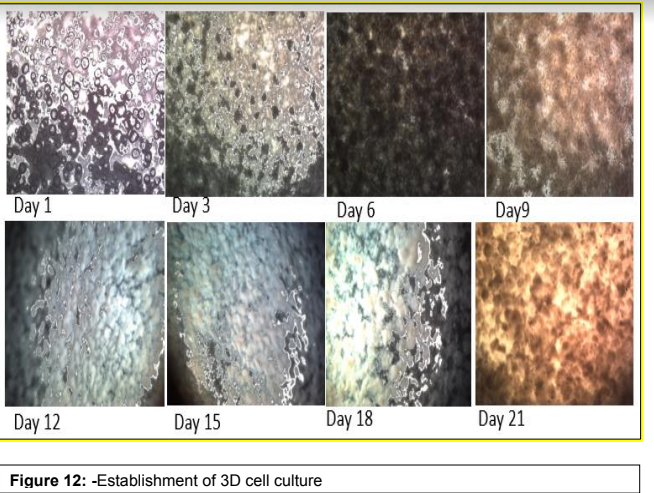 Day 1 Day 3 Day 6 Day9
Day 12 Day 15 Day 18 Day 21
Figure 12: -Establishment of 3D cell culture